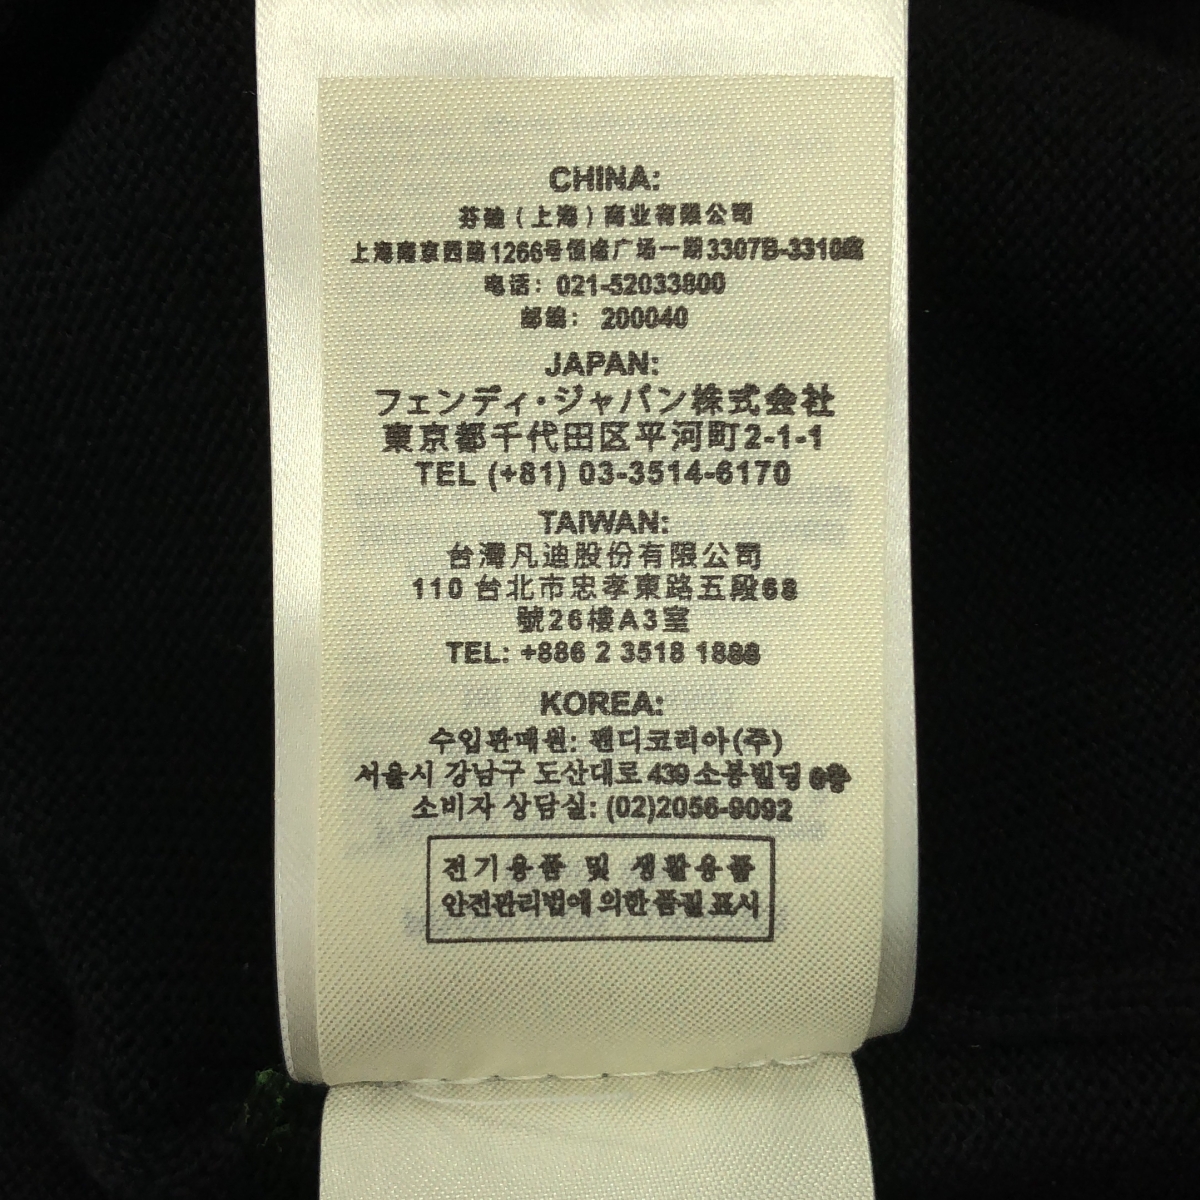 CHINA:
芬迪（上海）商业有限公司
上海南京西路1266号恒隆广场一期3307B-3310室
电话：021-52033800
邮编：200040
JAPAN:
フェンディ・ジャパン株式会社
東京都千代田区平河町2-1-1
TEL (+81) 03-3514-6170
TAIWAN:
台灣凡迪股份有限公司
110 台北市忠孝東路五段68
號26樓A3室
TEL: +886 2 3518 1888
KOREA:
수입판매원: 펜디코리아(주)
서울시 강남구 도산대로 439 소봉빌딩
소비자 상담실: (02)2056-9092
전기용품 및 생활용품
안전관리법에 의한 품질표시